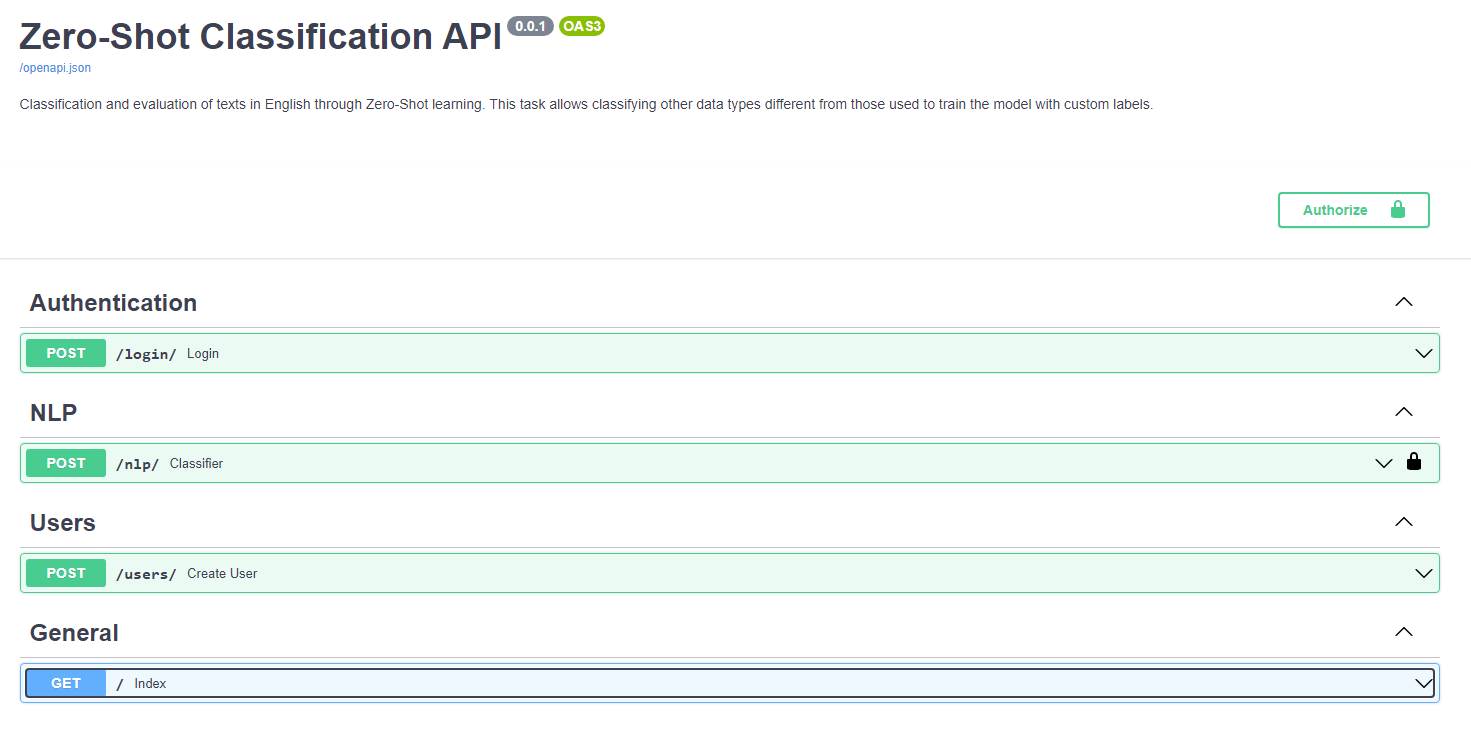 Zero-Shot Classification API 0.0.1 OAS3
/openapi.json
Classification and evaluation of texts in English through Zero-Shot learning. This task allows classifying other data types different from those used to train the model with custom labels.
Authorize
Authentication
POST /login/ Login
NLP
POST /nlp/ Classifier
Users
POST /users/ Create User
General
GET / Index